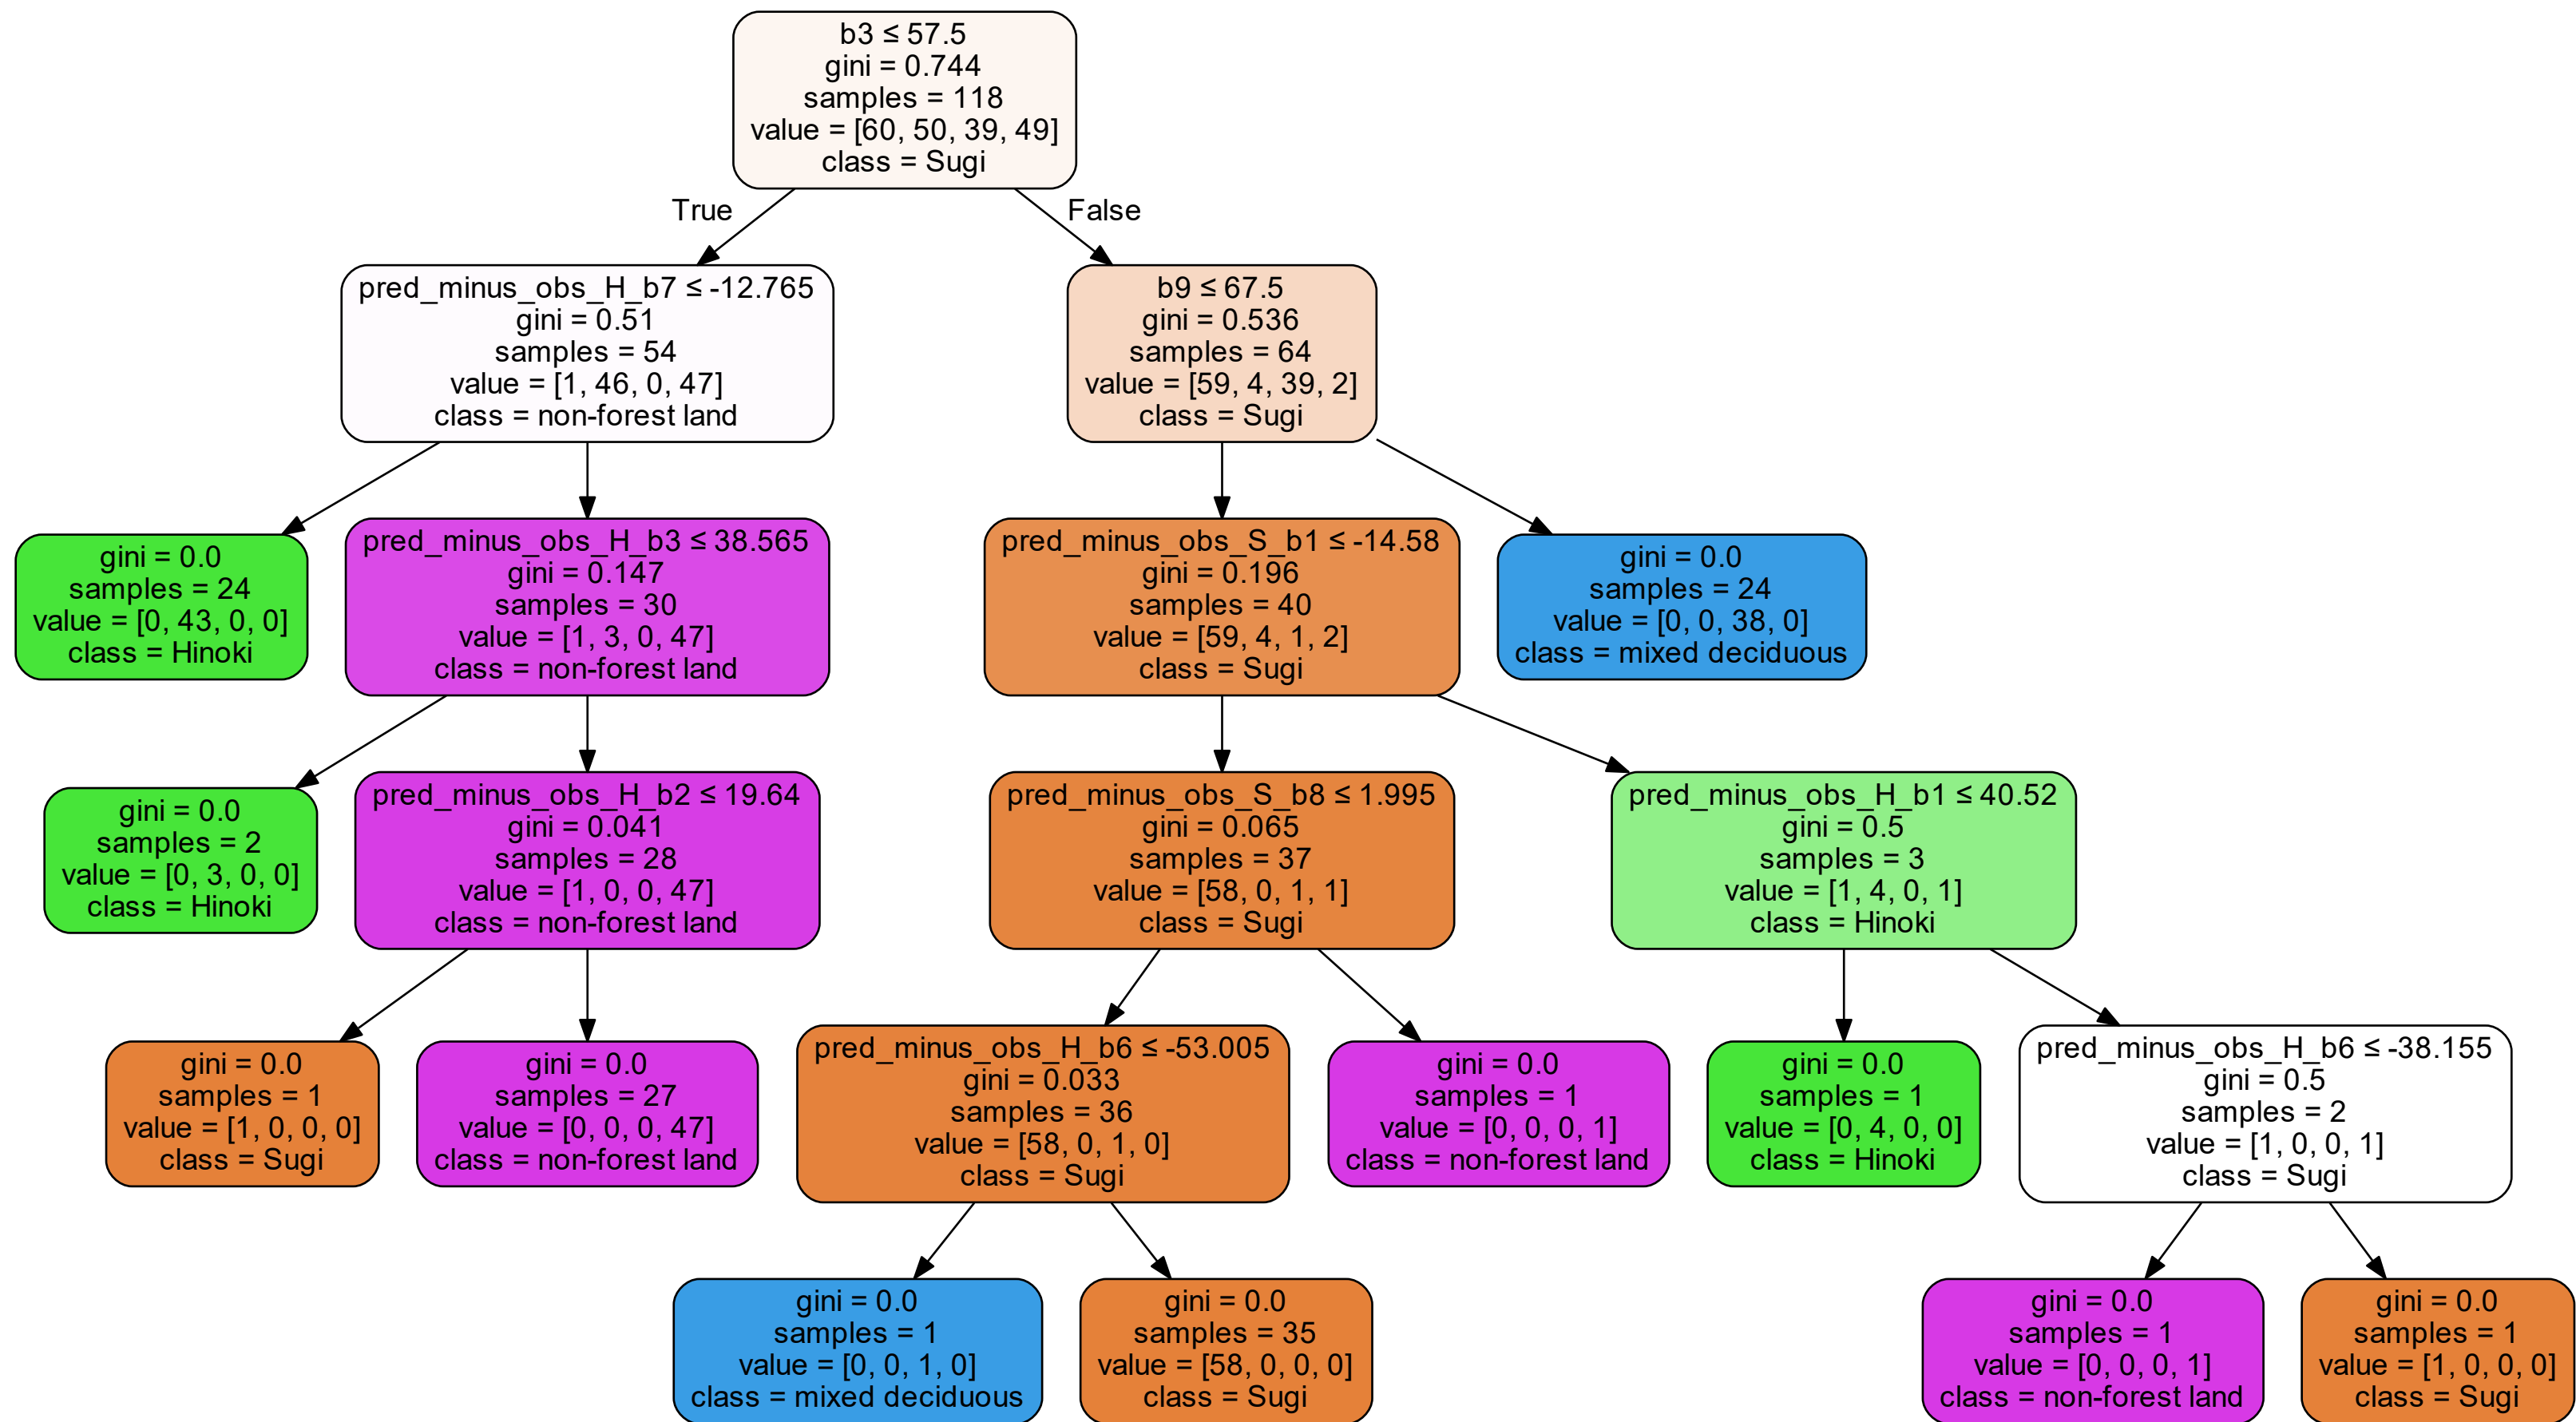 b3 ≤ 57.5
gini = 0.744
samples = 118
value = [60, 50, 39, 49]
class = Sugi
True
False
pred_minus_obs_H_b7 ≤ -12.765
gini = 0.51
samples = 54
value = [1, 46, 0, 47]
class = non-forest land
b9 ≤ 67.5
gini = 0.536
samples = 64
value = [59, 4, 39, 2]
class = Sugi
gini = 0.0
samples = 24
value = [0, 43, 0, 0]
class = Hinoki
pred_minus_obs_H_b3 ≤ 38.565
gini = 0.147
samples = 30
value = [1, 3, 0, 47]
class = non-forest land
pred_minus_obs_S_b1 ≤ -14.58
gini = 0.196
samples = 40
value = [59, 4, 1, 2]
class = Sugi
gini = 0.0
samples = 24
value = [0, 0, 38, 0]
class = mixed deciduous
gini = 0.0
samples = 2
value = [0, 3, 0, 0]
class = Hinoki
pred_minus_obs_H_b2 ≤ 19.64
gini = 0.041
samples = 28
value = [1, 0, 0, 47]
class = non-forest land
pred_minus_obs_S_b8 ≤ 1.995
gini = 0.065
samples = 37
value = [58, 0, 1, 1]
class = Sugi
pred_minus_obs_H_b1 ≤ 40.52
gini = 0.5
samples = 3
value = [1, 4, 0, 1]
class = Hinoki
gini = 0.0
samples = 1
value = [1, 0, 0, 0]
class = Sugi
gini = 0.0
samples = 27
value = [0, 0, 0, 47]
class = non-forest land
pred_minus_obs_H_b6 ≤ -53.005
gini = 0.033
samples = 36
value = [58, 0, 1, 0]
class = Sugi
gini = 0.0
samples = 1
value = [0, 0, 0, 1]
class = non-forest land
gini = 0.0
samples = 1
value = [0, 4, 0, 0]
class = Hinoki
pred_minus_obs_H_b6 ≤ -38.155
gini = 0.5
samples = 2
value = [1, 0, 0, 1]
class = Sugi
gini = 0.0
samples = 1
value = [0, 0, 1, 0]
class = mixed deciduous
gini = 0.0
samples = 35
value = [58, 0, 0, 0]
class = Sugi
gini = 0.0
samples = 1
value = [0, 0, 0, 1]
class = non-forest land
gini = 0.0
samples = 1
value = [1, 0, 0, 0]
class = Sugi